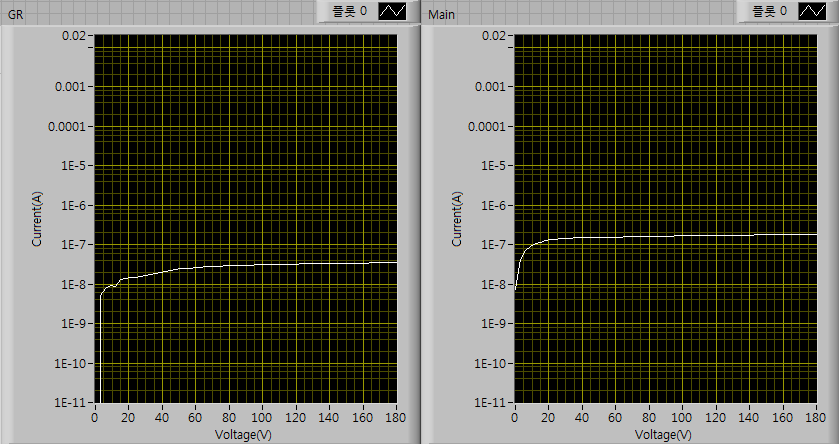 GR
플롯 0
0.02
0.001
0.0001
1E-5
1E-6
1E-7
1E-8
1E-9
1E-10
1E-11
Current(A)
0 20 40 60 80 100 120 140 160 180
Voltage(V)
Main
플롯 0
0.02
0.001
0.0001
1E-5
1E-6
1E-7
1E-8
1E-9
1E-10
1E-11
Current(A)
0 20 40 60 80 100 120 140 160 180
Voltage(V)